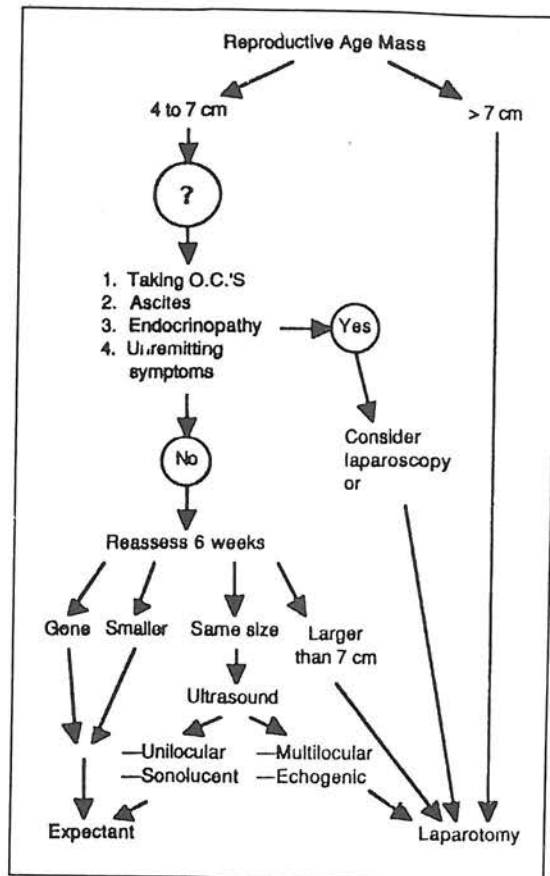 Reproductive Age Mass
4 to 7 cm
> 7 cm
?
1. Taking O.C.'S
2. Ascites
3. Endocrinopathy
4. Unremitting
symptoms
Yes
No
Consider
laparoscopy
or
Reassess 6 weeks
Gone
Smaller
Same size
Larger
than 7 cm
Ultrasound
—Unilocular
—Sonolucent
—Multilocular
—Echogenic
Expectant
Laparotomy